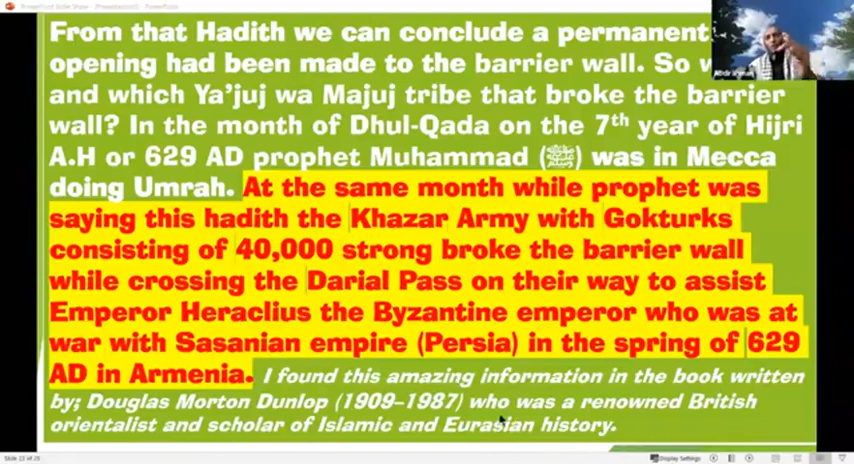 PowerPoint Slide Show
PowerPoint
From that Hadith we can conclude a permanent
opening had been made to the barrier wall. So
and which Ya'juj wa Majuj tribe that broke the barrier
wall? In the month of Dhul-Qada on the 7th year of Hijri
A.H or 629 AD prophet Muhammad (ﷺ) was in Mecca
doing Umrah. At the same month while prophet was
saying this hadith the Khazar Army with Gokturks
consisting of 40,000 strong broke the barrier wall
while crossing the Darial Pass on their way to assist
Emperor Heraclius the Byzantine emperor who was at
war with Sasanian empire (Persia) in the spring of 629
AD in Armenia. I found this amazing information in the book written
by; Douglas Morton Dunlop (1909–1987) who was a renowned British
orientalist and scholar of Islamic and Eurasian history.
Display Settings